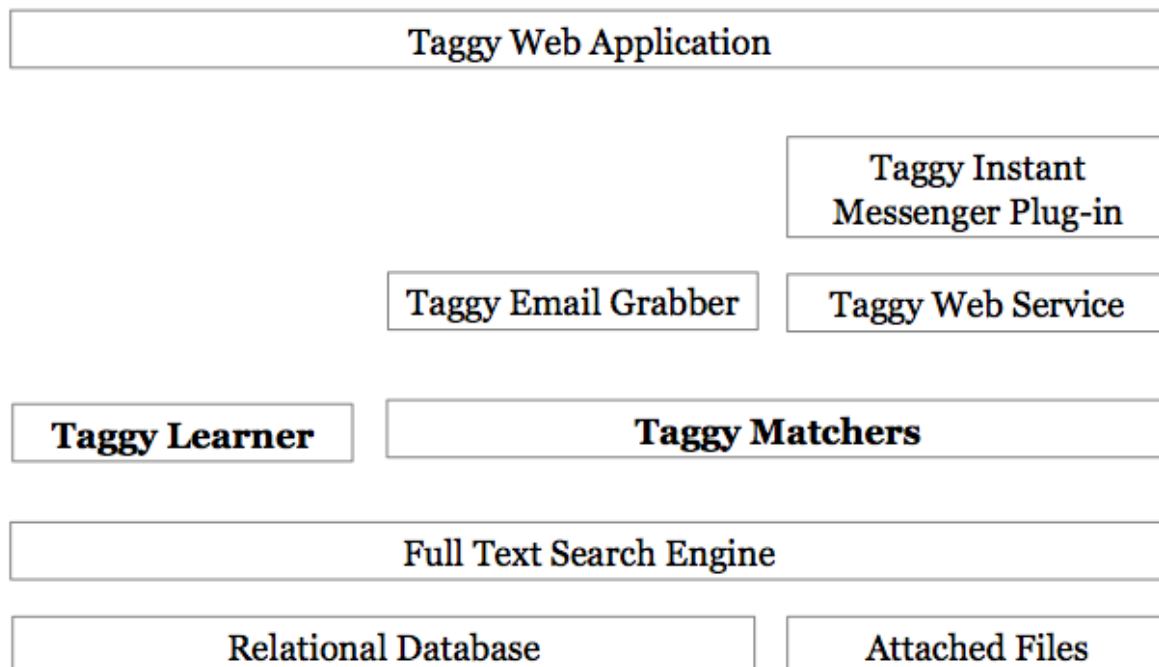 Taggy Web Application
Taggy Instant
Messenger Plug-in
Taggy Email Grabber
Taggy Web Service
Taggy Learner
Taggy Matchers
Full Text Search Engine
Relational Database
Attached Files